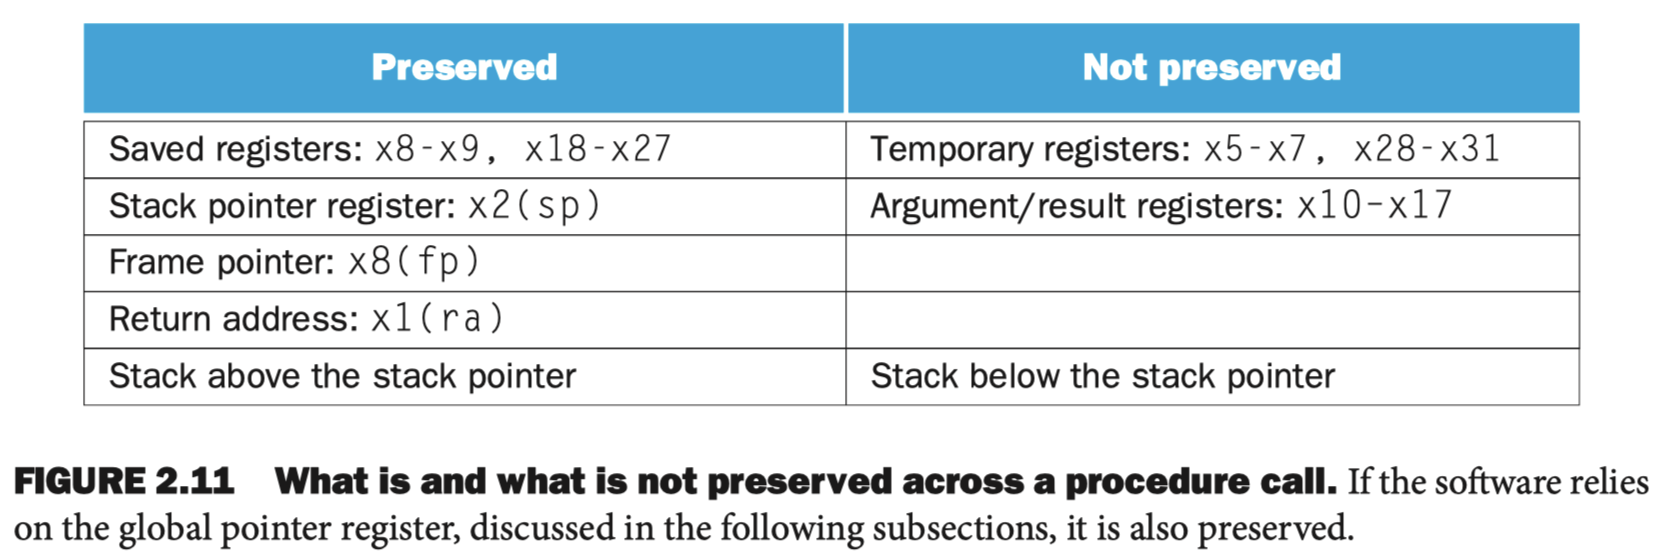 Preserved Not preserved
Saved registers: x8-x9, x18-x27 Temporary registers: x5-x7, x28-x31
Stack pointer register: x2(sp) Argument/result registers: x10-x17
Frame pointer: x8(fp)
Return address: x1(ra)
Stack above the stack pointer Stack below the stack pointer
FIGURE 2.11 What is and what is not preserved across a procedure call. If the software relies
on the global pointer register, discussed in the following subsections, it is also preserved.